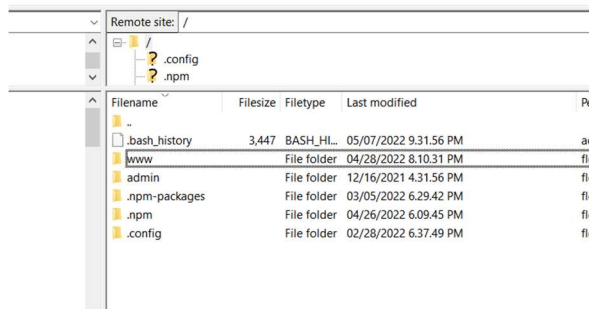 Remote site: /
/
.config
.npm
Filename Filesize Filetype Last modified
..
.bash_history 3,447 BASH_HI... 05/07/2022 9.31.56 PM
www File folder 04/28/2022 8.10.31 PM
admin File folder 12/16/2021 4.31.56 PM
.npm-packages File folder 03/05/2022 6.29.42 PM
.npm File folder 04/26/2022 6.09.45 PM
.config File folder 02/28/2022 6.37.49 PM